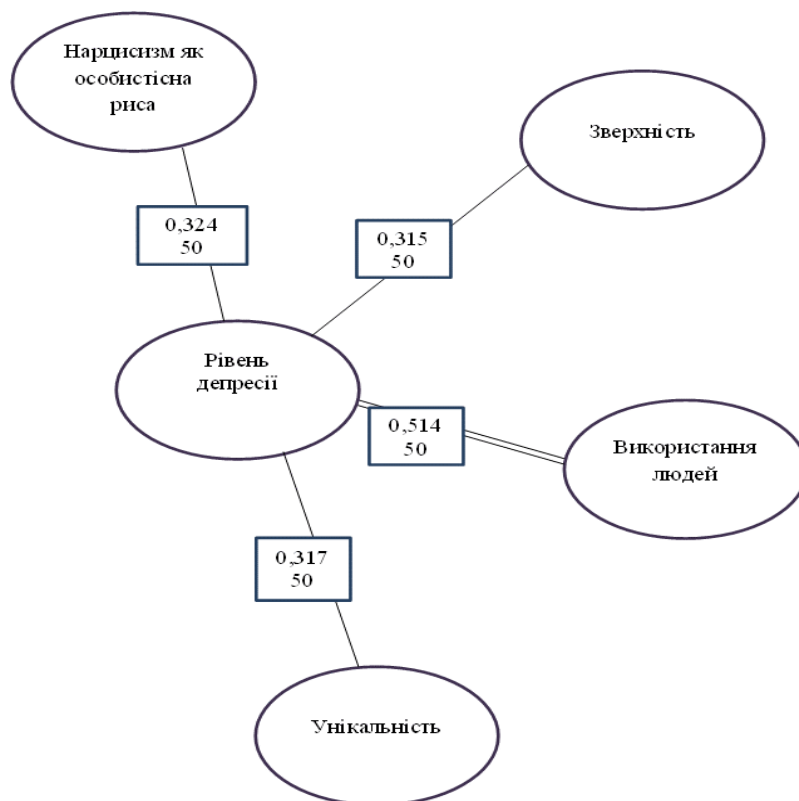 Нарцисизм як
особистісна
риса
Зверхність
0,324
50
0,315
50
Рівень
депресії
0,514
50
Використання
людей
0,317
50
Унікальність